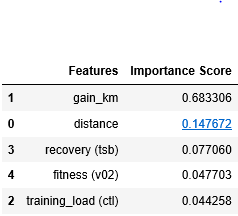 Features Importance Score
1 gain_km 0.683306
0 distance 0.147672
3 recovery (tsb) 0.077060
4 fitness (v02) 0.047703
2 training_load (ctl) 0.044258